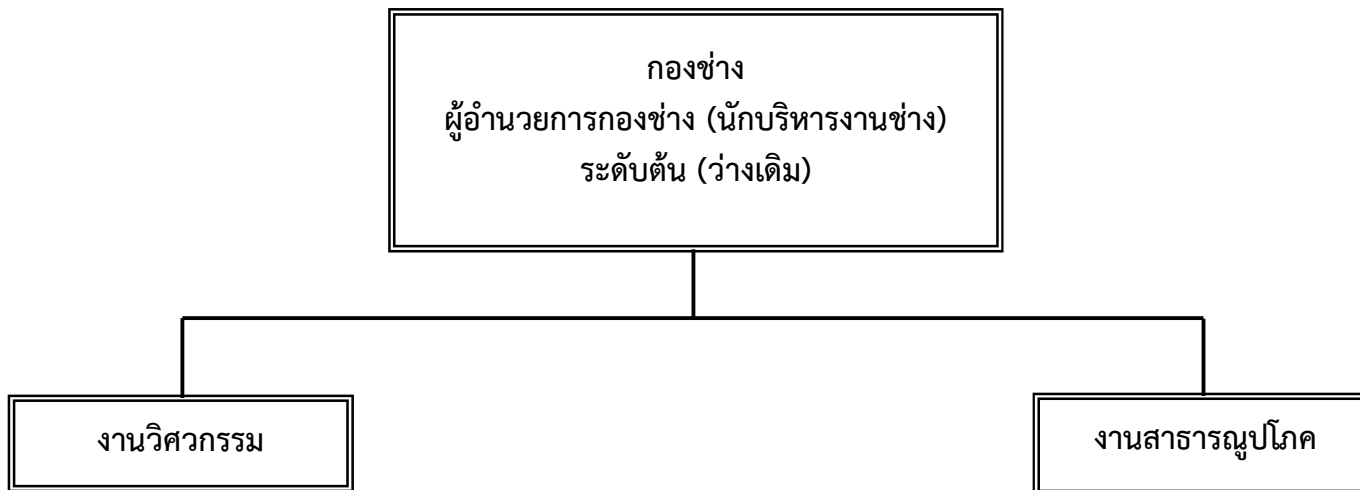 กองช่าง
ผู้อำนวยการกองช่าง (นักบริหารงานช่าง)
ระดับต้น (ว่างเดิม)
งานวิศวกรรม
งานสาธารณูปโภค